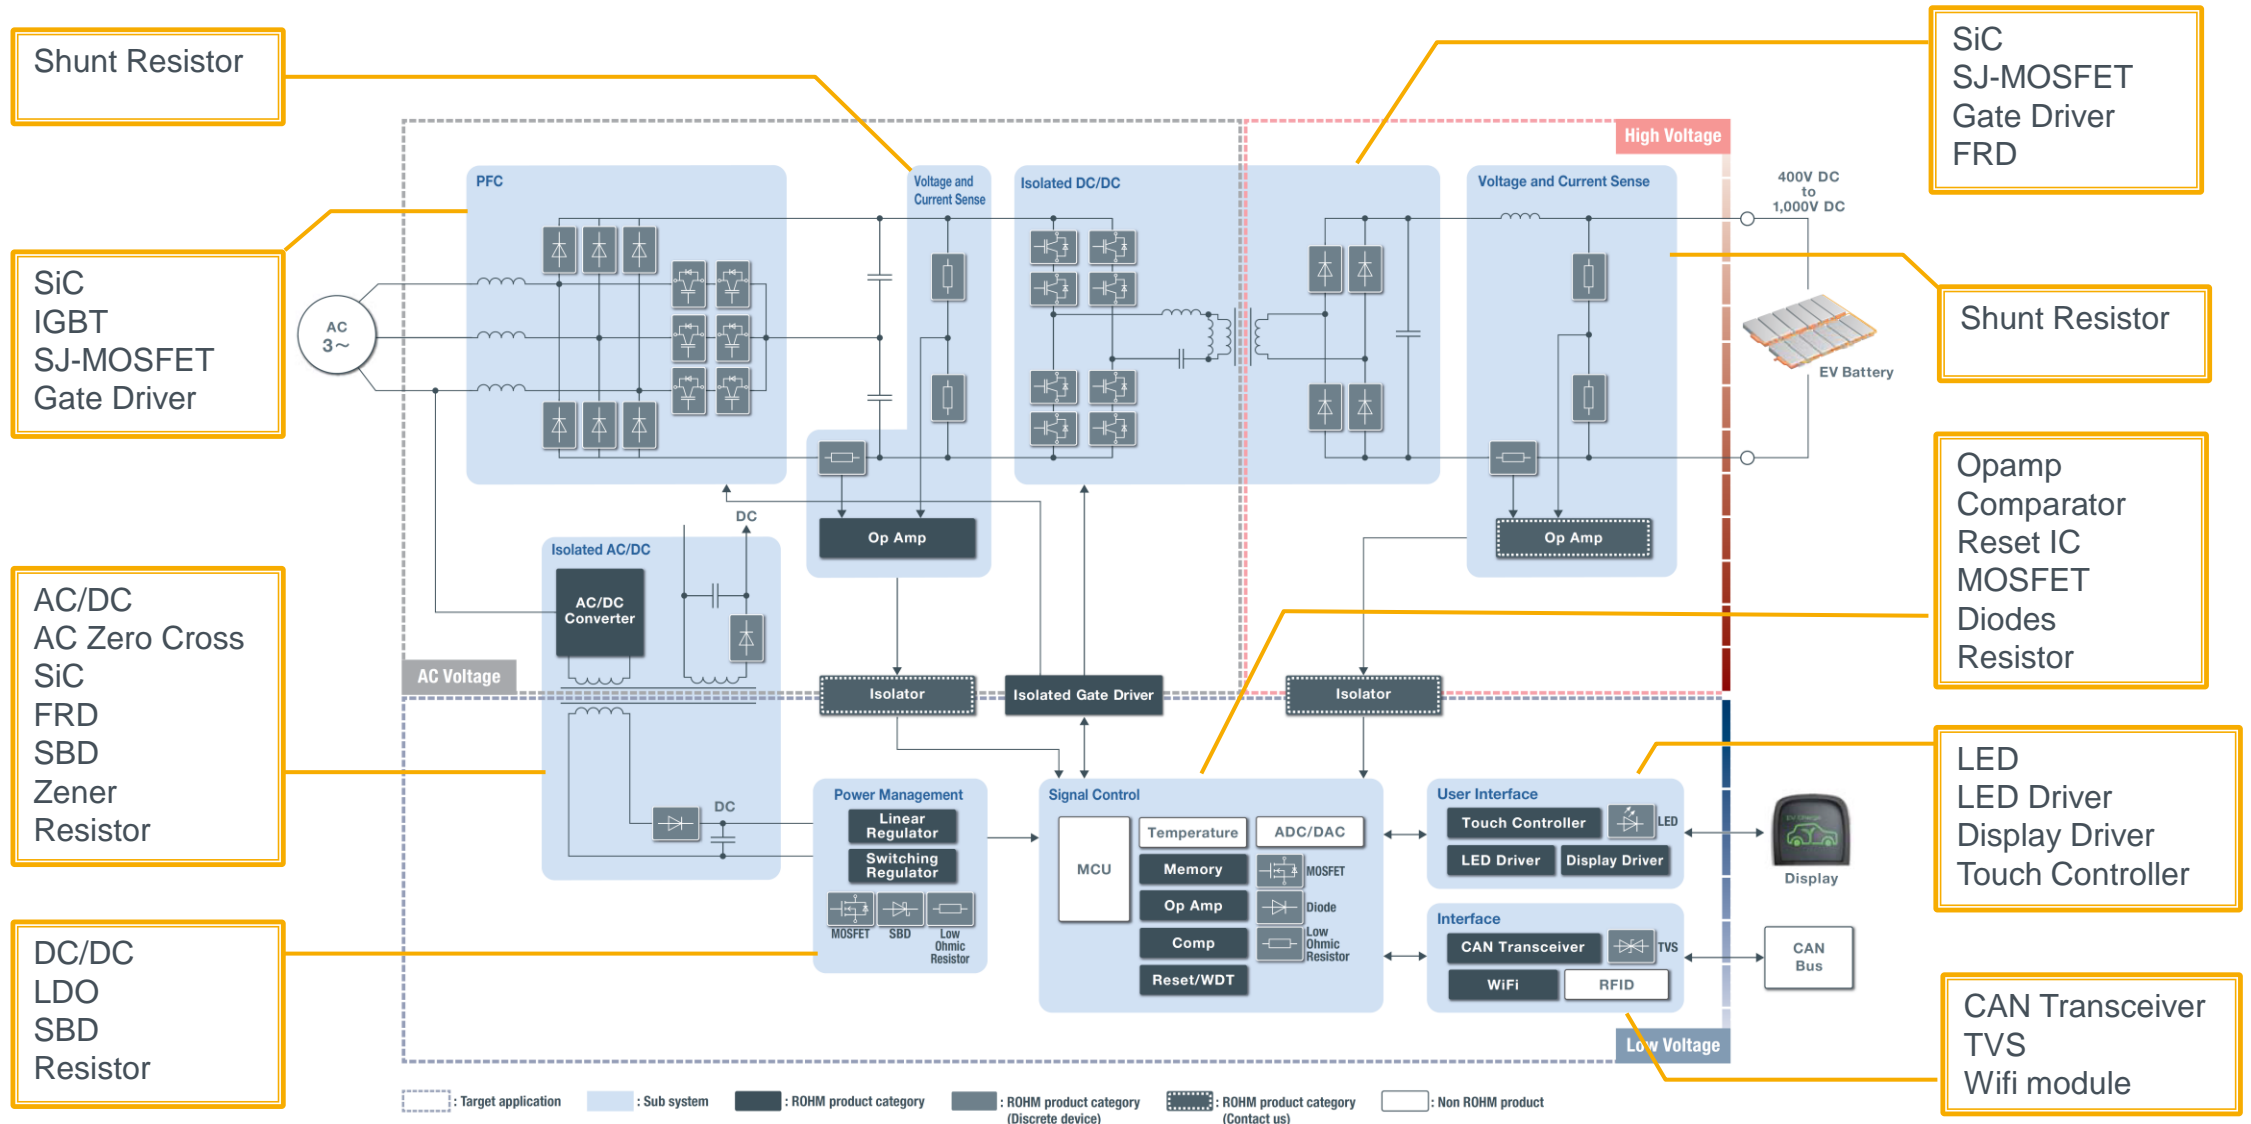 Shunt Resistor
SiC
IGBT
SJ-MOSFET
Gate Driver
AC/DC
AC Zero Cross
SiC
FRD
SBD
Zener
Resistor
DC/DC
LDO
SBD
Resistor
SiC
SJ-MOSFET
Gate Driver
FRD
Shunt Resistor
Opamp
Comparator
Reset IC
MOSFET
Diodes
Resistor
LED
LED Driver
Display Driver
Touch Controller
CAN Transceiver
TVS
Wifi module
High Voltage
PFC
Voltage and
Current Sense
Isolated DC/DC
Voltage and Current Sense
400V DC
to
1,000V DC
AC
3~
EV Battery
DC
Op Amp
Op Amp
Isolated AC/DC
AC/DC
Converter
AC Voltage
Isolator
Isolated Gate Driver
Isolator
DC
Power Management
Linear
Regulator
Switching
Regulator
MOSFET
SBD
Low
Ohmic
Resistor
Signal Control
MCU
Temperature
ADC/DAC
Memory
MOSFET
Op Amp
Diode
Comp
Low
Ohmic
Resistor
Reset/WDT
User Interface
Touch Controller
LED
LED Driver
Display Driver
EV Charge
Display
Interface
CAN Transceiver
TVS
WiFi
RFID
CAN
Bus
Low Voltage
: Target application
: Sub system
: ROHM product category
: ROHM product category
(Discrete device)
: ROHM product category
(Contact us)
: Non ROHM product